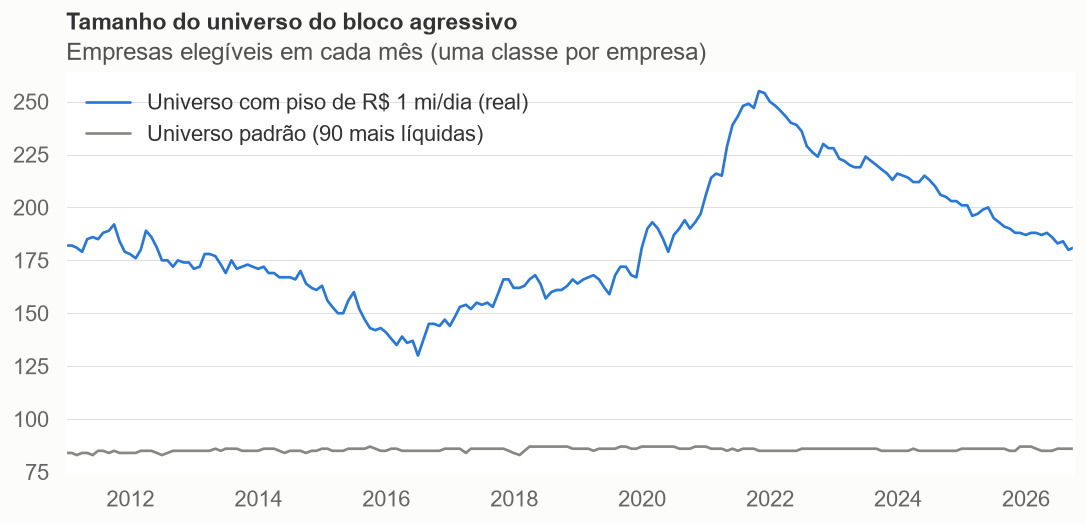 Tamanho do universo do bloco agressivo
Empresas elegíveis em cada mês (uma classe por empresa)
Universo com piso de R$ 1 mi/dia (real)
Universo padrão (90 mais líquidas)
250
225
200
175
150
125
100
75
2012 2014 2016 2018 2020 2022 2024 2026